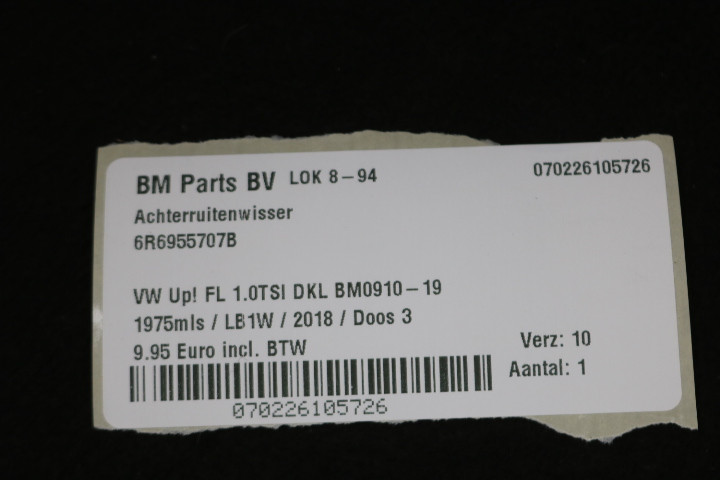 BM Parts BV LOK 8-94 070226105726
Achterruitenwisser
6R6955707B
VW Up! FL 1.0TSI DKL BM0910-19
1975mls / LB1W / 2018 / Doos 3
9.95 Euro incl. BTW Verz: 10
Aantal: 1
070226105726